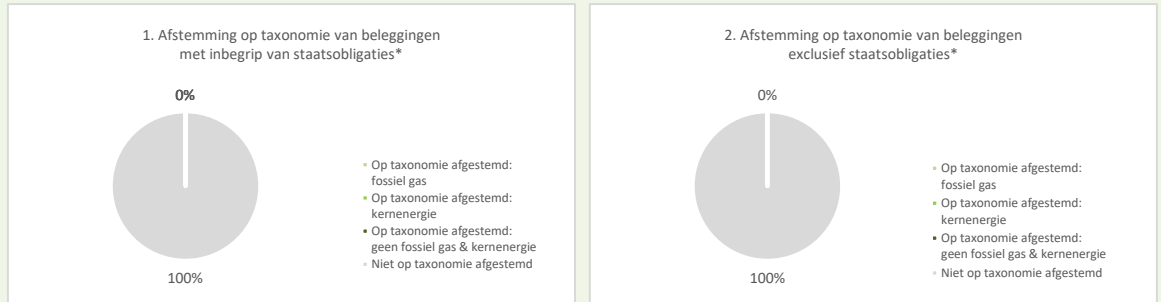 1. Afstemming op taxonomie van beleggingen
met inbegrip van staatsobligaties*
0%
100%
Op taxonomie afgestemd:
fossiel gas
Op taxonomie afgestemd:
kernenergie
Op taxonomie afgestemd:
geen fossiel gas & kernenergie
Niet op taxonomie afgestemd
2. Afstemming op taxonomie van beleggingen
exclusief staatsobligaties*
0%
100%
Op taxonomie afgestemd:
fossiel gas
Op taxonomie afgestemd:
kernenergie
Op taxonomie afgestemd:
geen fossiel gas & kernenergie
Niet op taxonomie afgestemd